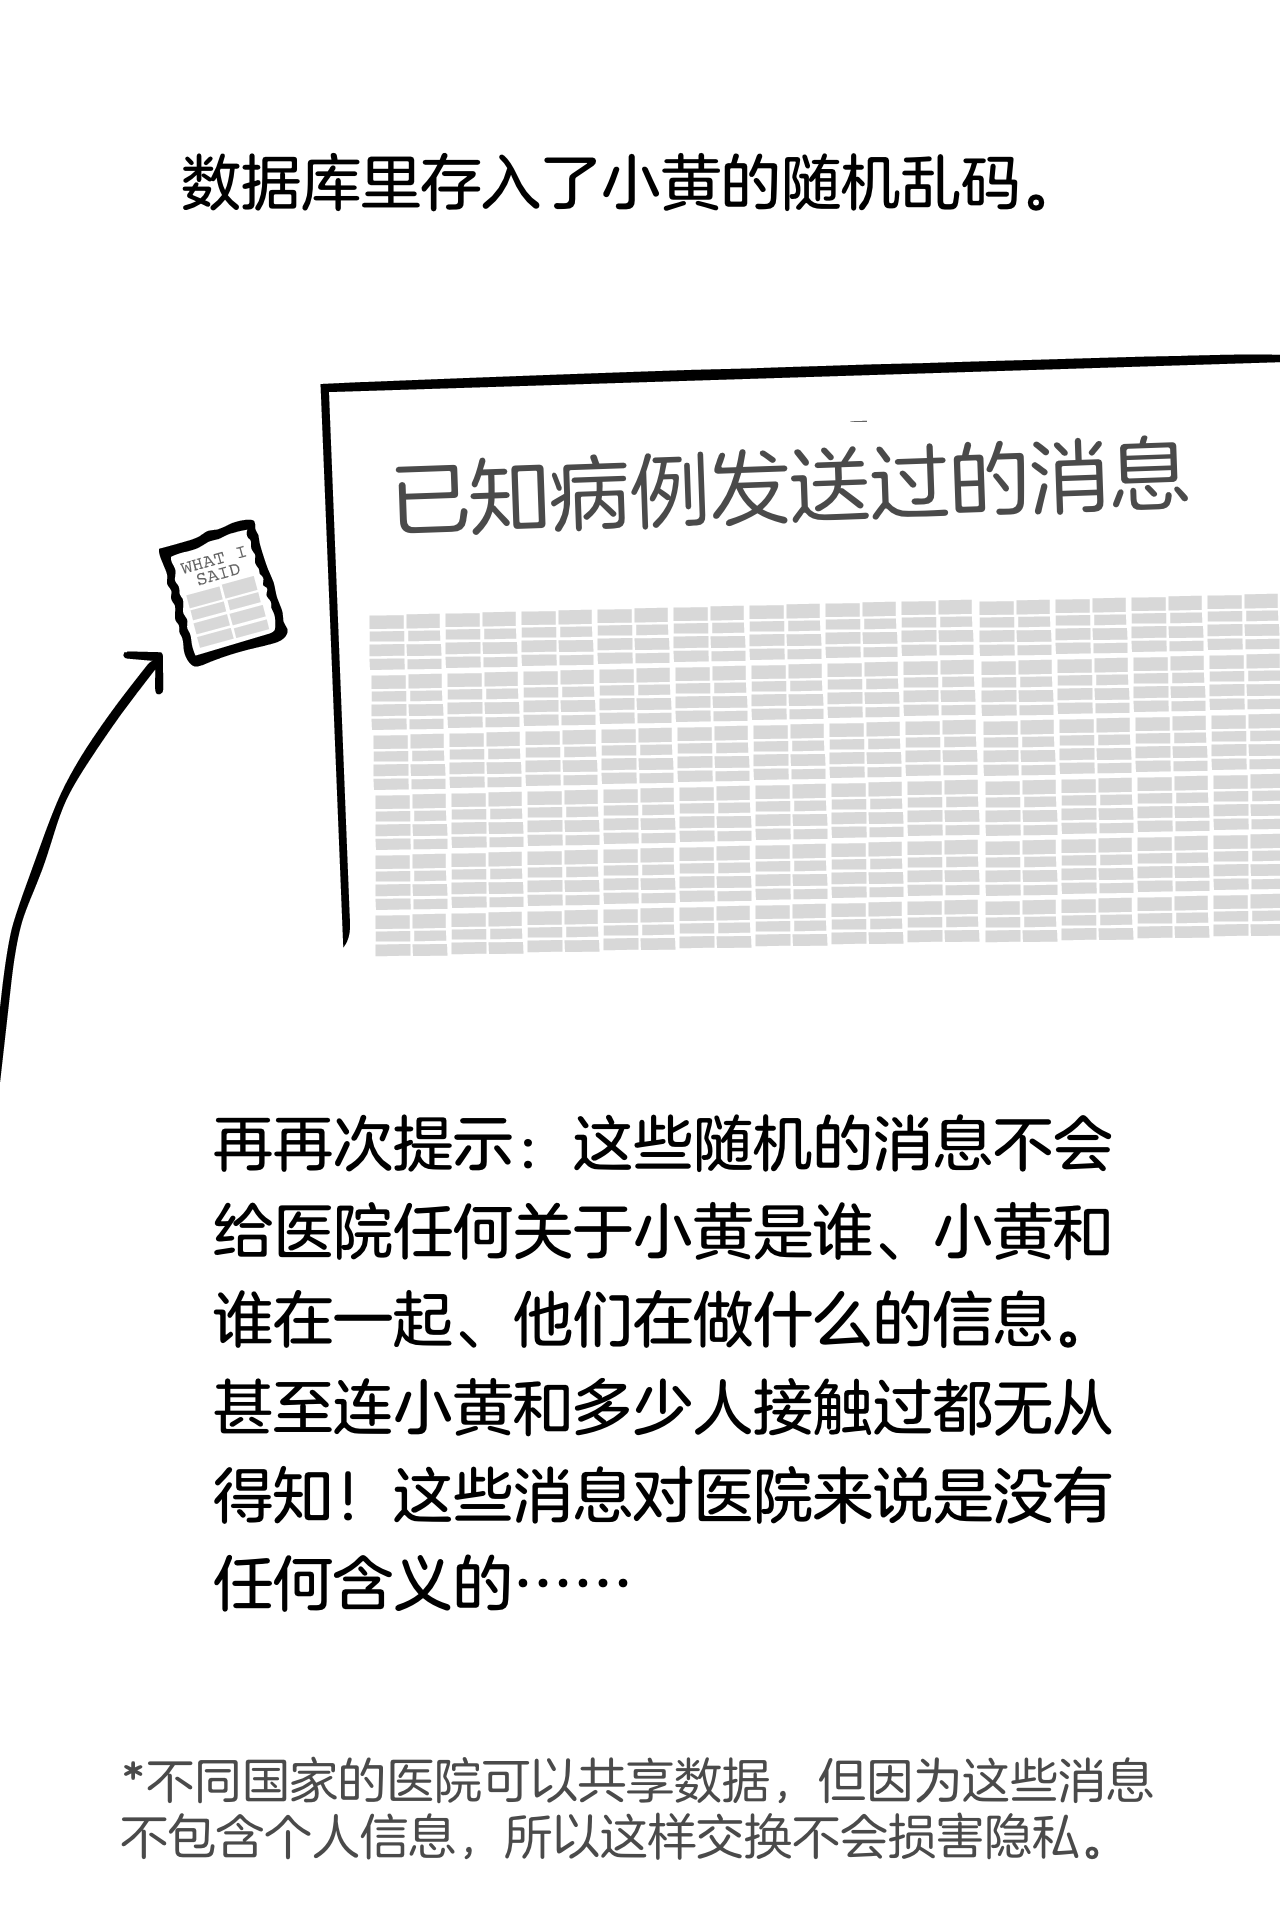 数据库里存入了小黄的随机乱码。
已知病例发送过的消息
WHAT I
SAID
再再次提示：这些随机的消息不会
给医院任何关于小黄是谁、小黄和
谁在一起、他们在做什么的信息。
甚至连小黄和多少人接触过都无从
得知！这些消息对医院来说是没有
任何含义的……
*不同国家的医院可以共享数据，但因为这些消息
不包含个人信息，所以这样交换不会损害隐私。